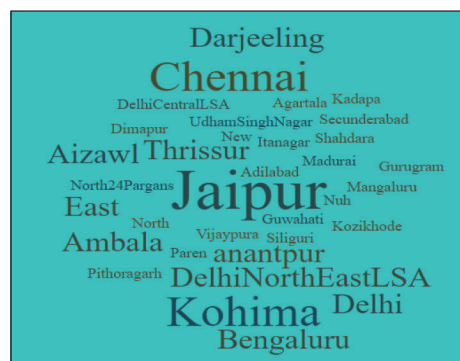 Darjeeling
Chennai
DelhiCentralLSA Agartala Kadapa
UdhamSinghNagar Secunderabad
Dimapur New Itanagar Shahdara
Aizawl Thrissur Madurai
Adilabad Gurugram
North24Pargans Jaipur Nuh Mangaluru
East Guwahati
North Vijaypura Siliguri Kozikhode
Ambala Paren anantpur
Pithoragarh DelhiNorthEastLSA
Kohima Delhi
Bengaluru